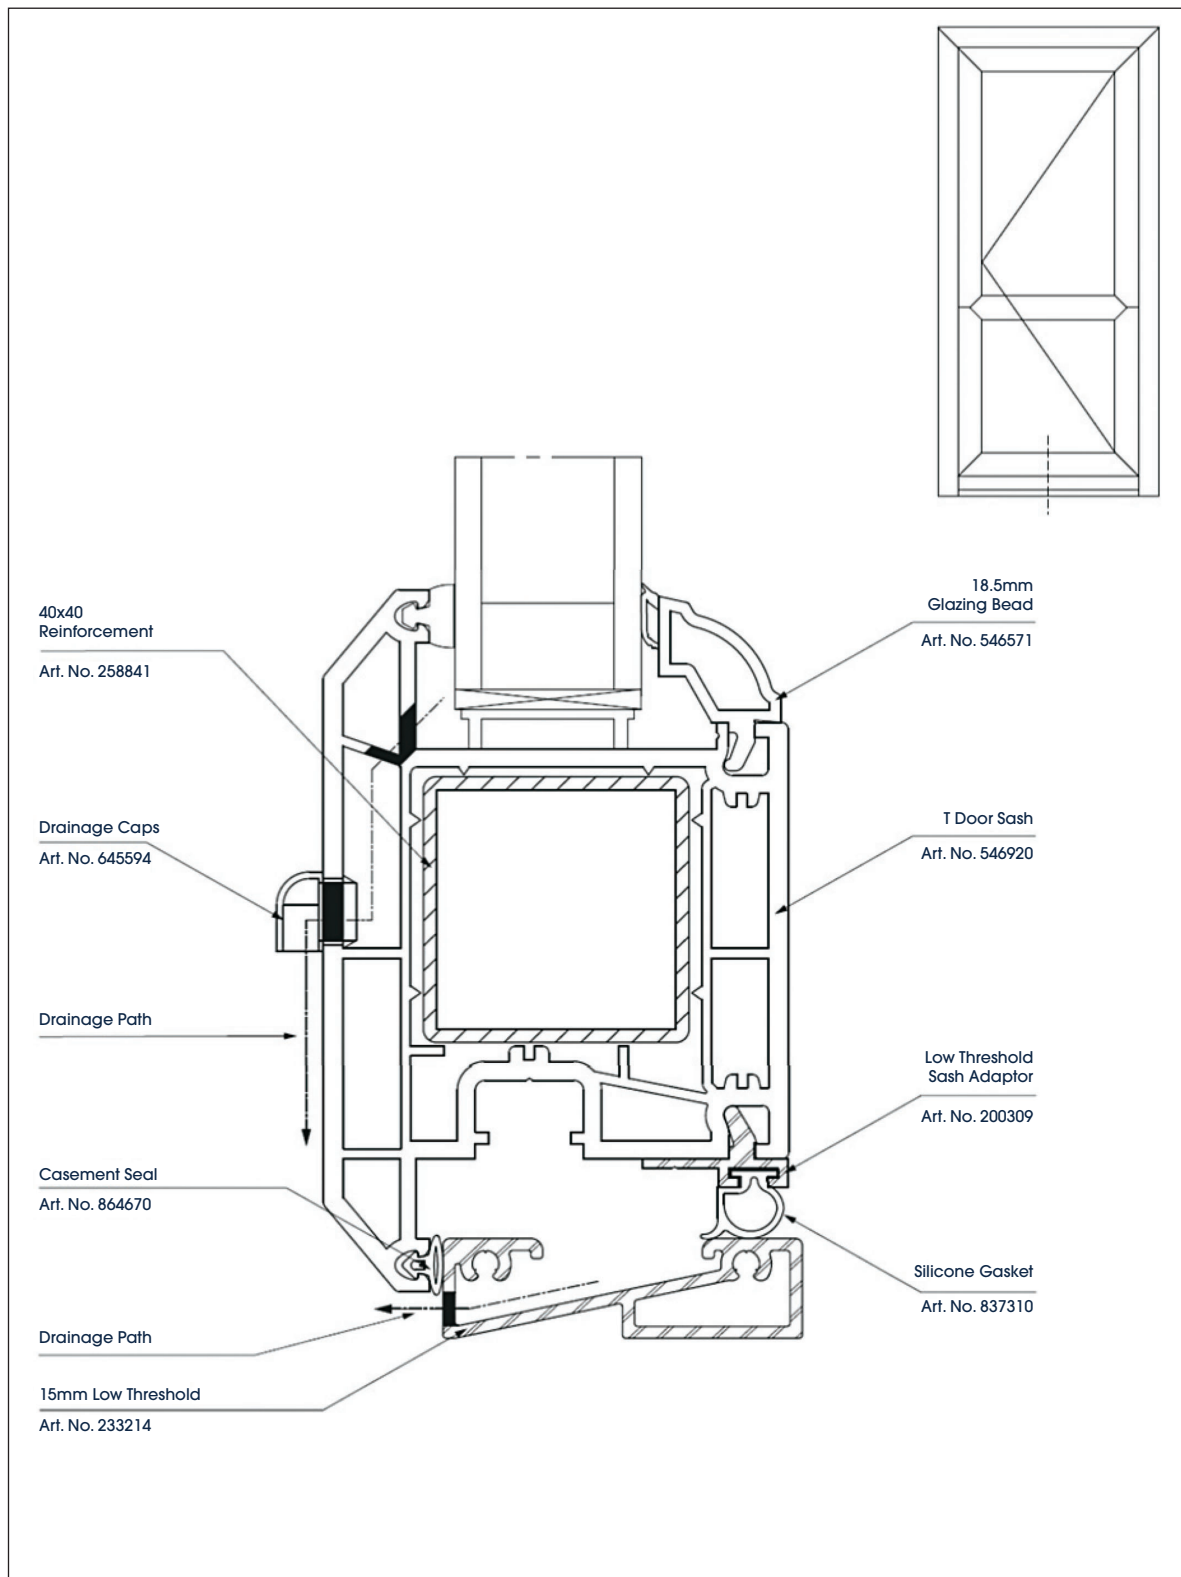 40x40
Reinforcement
Art. No. 258841
Drainage Caps
Art. No. 645594
Drainage Path
Casement Seal
Art. No. 864670
Drainage Path
15mm Low Threshold
Art. No. 233214
18.5mm
Glazing Bead
Art. No. 546571
T Door Sash
Art. No. 546920
Low Threshold
Sash Adaptor
Art. No. 200309
Silicone Gasket
Art. No. 837310